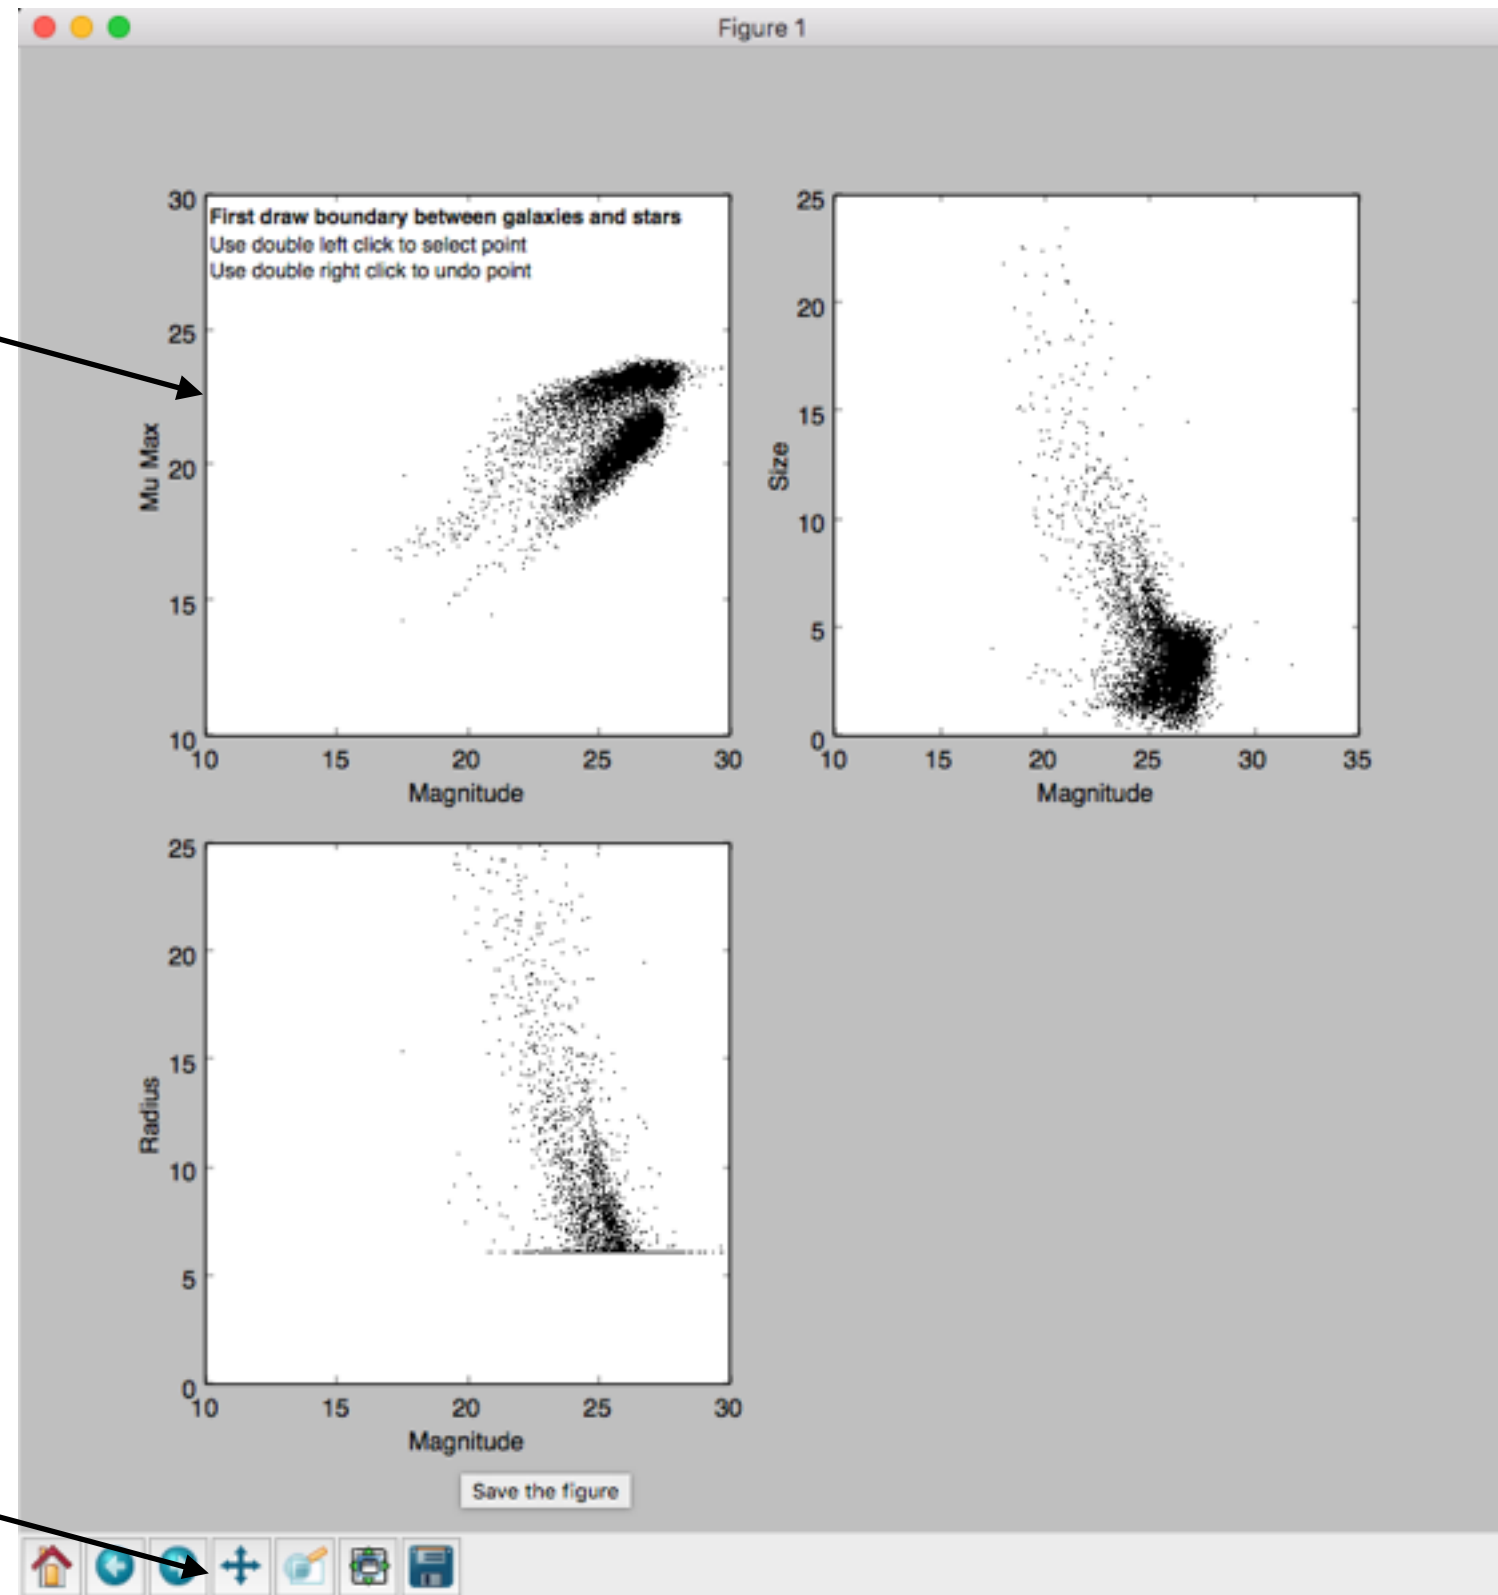 Figure 1
30
First draw boundary between galaxies and stars
Use double left click to select point
Use double right click to undo point
25
20
15
10
Mu Max
10 15 20 25 30
Magnitude
25
20
15
10
5
0
Size
10 15 20 25 30 35
Magnitude
25
20
15
10
5
0
Radius
10 15 20 25 30
Magnitude
Save the figure